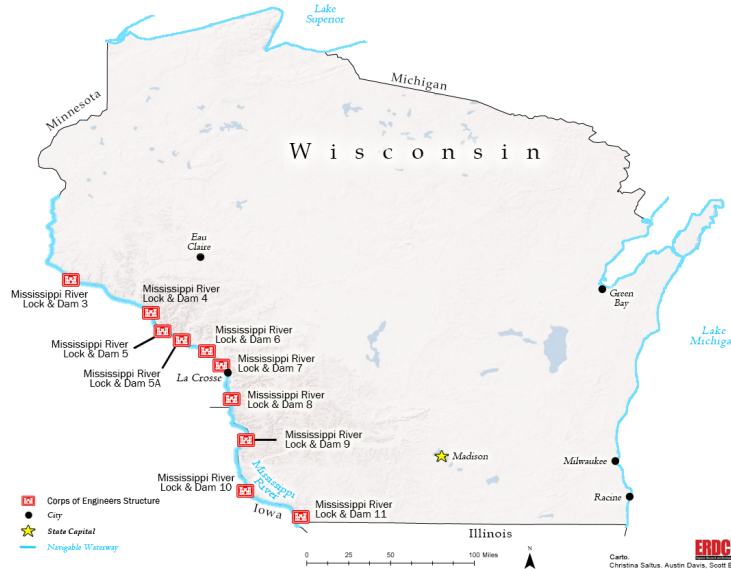 Lake
Superior
Michigan
Minnesota
Wisconsin
Eau
Claire
Mississippi River
Lock & Dam 3
Mississippi River
Lock & Dam 4
Green
Bay
Mississippi River
Lock & Dam 5
Mississippi River
Lock & Dam 6
Lake
Michiga
Mississippi River
Lock & Dam 5A
Mississippi River
Lock & Dam 7
La Crosse
Mississippi River
Lock & Dam 8
Mississippi River
Lock & Dam 9
Madison
Milwaukee
Mississippi River
Lock & Dam 10
Mississippi
River
Racine
Iowa
Mississippi River
Lock & Dam 11
Illinois
Corps of Engineers Structure
City
State Capital
Navigable Waterway
0 25 50 100 Miles
N
ERDC
Carto.
Christina Saltus, Austin Davis, Scott B